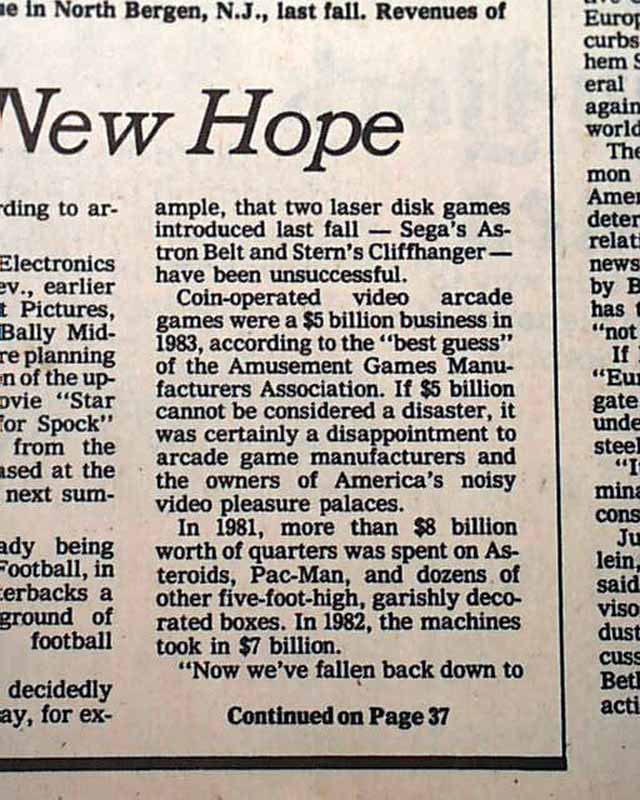 e in North Bergen, N.J., last fall. Revenues of
New Hope
rding to ar-
Electronics
ev., earlier
t Pictures,
Bally Mid-
re planning
n of the up-
ovie “Star
for Spock”
from the
ased at the
next sum-
ady being
Football, in
terbacks a
ground of
football
decidedly
ay, for ex-
ample, that two laser disk games
introduced last fall — Sega’s As-
tron Belt and Stern’s Cliffhanger —
have been unsuccessful.
Coin-operated video arcade
games were a $5 billion business in
1983, according to the “best guess”
of the Amusement Games Manu-
facturers Association. If $5 billion
cannot be considered a disaster, it
was certainly a disappointment to
arcade game manufacturers and
the owners of America’s noisy
video pleasure palaces.
In 1981, more than $8 billion
worth of quarters was spent on As-
teroids, Pac-Man, and dozens of
other five-foot-high, garishly deco-
rated boxes. In 1982, the machines
took in $7 billion.
“Now we’ve fallen back down to
Continued on Page 37
Europ
curbs
hem S
eral
again
world
The
mon
Amer
deter
relati
news
by B
has t
“not
If
“Eur
gate
unde
steel
“I
mina
cons
Ju
lein,
said
viso
dust
cuss
Betl
acti